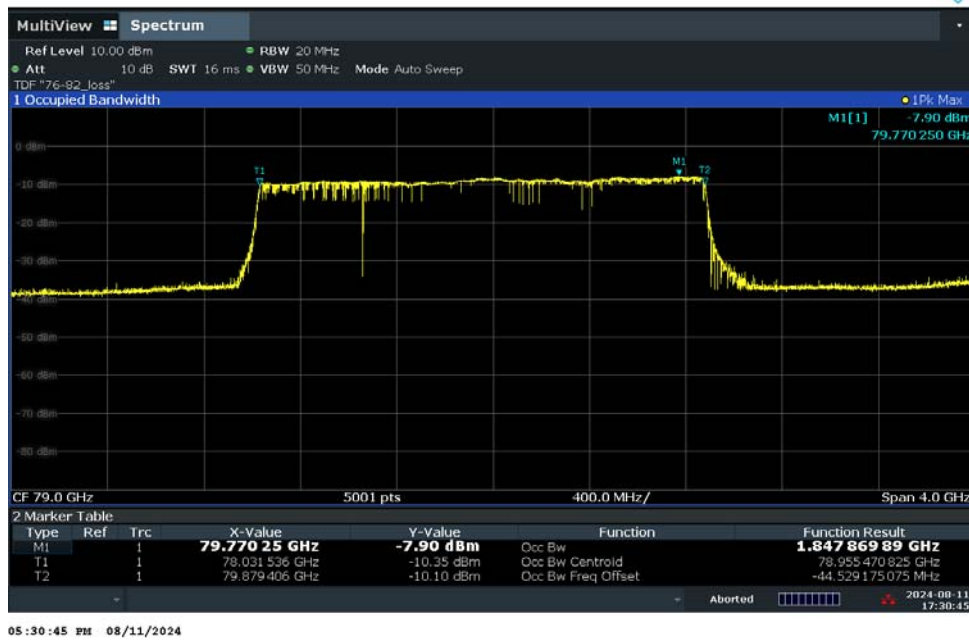 MultiView Spectrum
Ref Level 10.00 dBm RBW 20 MHz
Att 10 dB SWT 16 ms VBW 50 MHz Mode Auto Sweep
TDF "76-82_loss"
1 Occupied Bandwidth 1Pk Max
M1[1] -7.90 dBm
79.770 250 GHz
0 dBm
M1
T1 T2
-10 dBm
-20 dBm
-30 dBm
-40 dBm
-50 dBm
-60 dBm
-70 dBm
-80 dBm
CF 79.0 GHz 5001 pts 400.0 MHz/ Span 4.0 GHz
2 Marker Table
Type Ref Trc X-Value Y-Value Function Function Result
M1 1 79.770 25 GHz -7.90 dBm Occ Bw 1.847 869 89 GHz
T1 1 78.031 536 GHz -10.35 dBm Occ Bw Centroid 78.955 470 825 GHz
T2 1 79.879 406 GHz -10.10 dBm Occ Bw Freq Offset -44.529 175 075 MHz
Aborted 2024-08-11
17:30:45
05:30:45 PM 08/11/2024